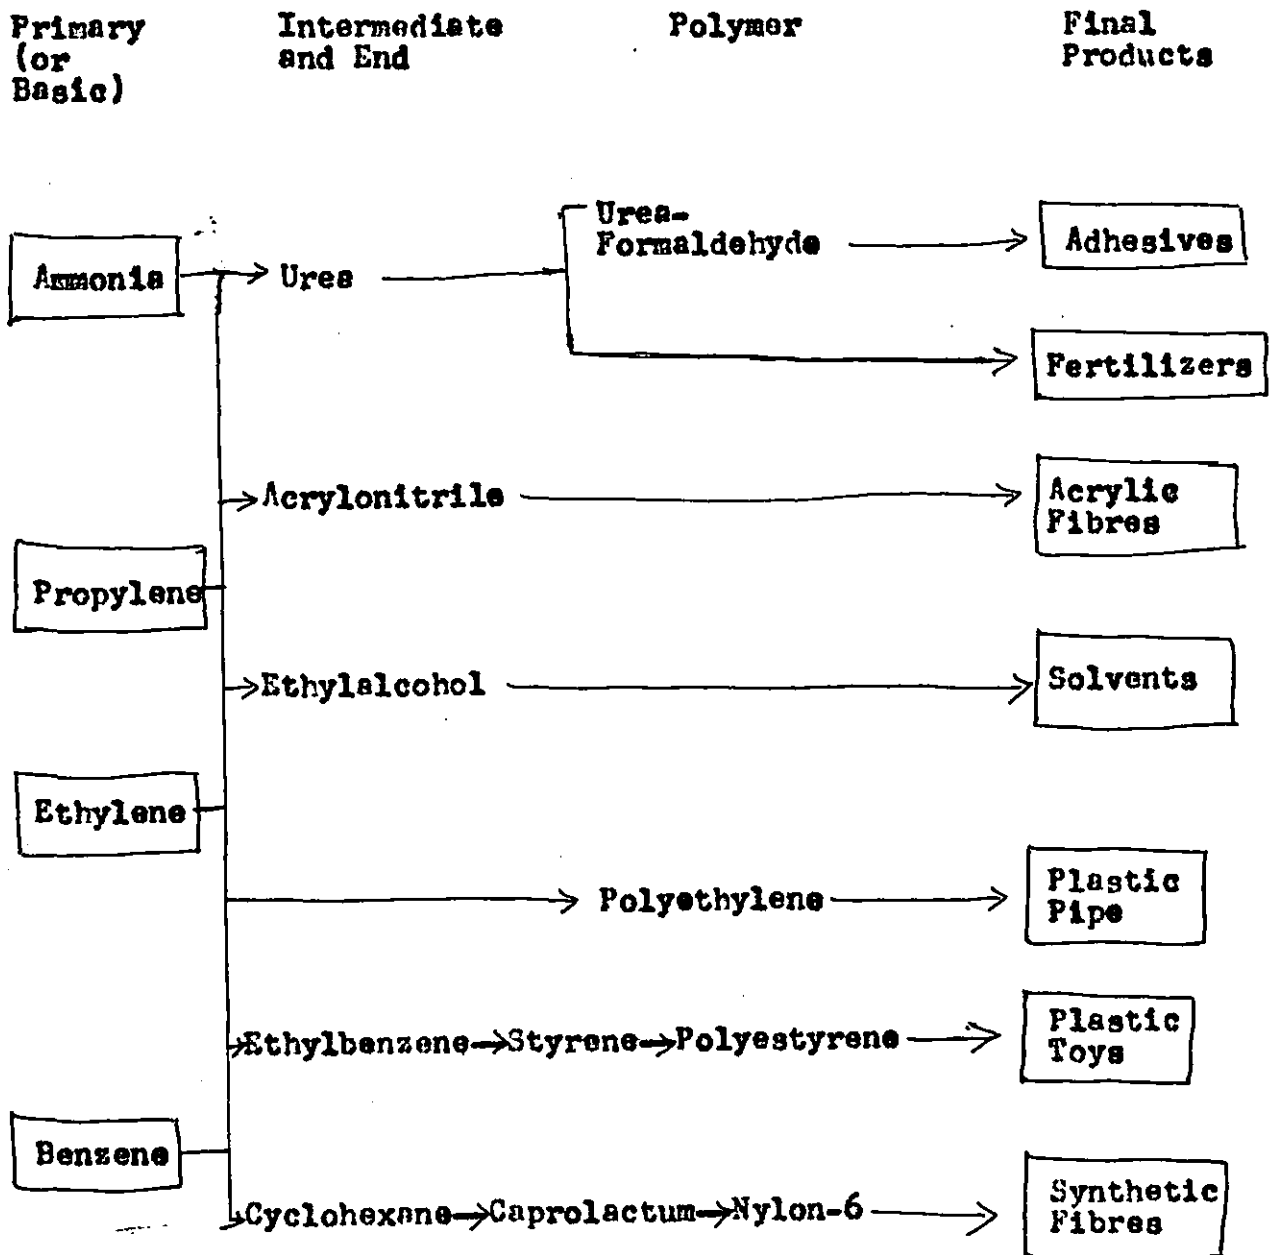 Primary
(or
Basic)
Intermediate
and End
Polymer
Final
Products
Urea-
Formaldehyde
Adhesives
Ammonia
Urea
Fertilizers
Acrylonitrile
Acrylic
Fibres
Propylene
Ethylalcohol
Solvents
Ethylene
Polyethylene
Plastic
Pipe
Ethylbenzene→Styrene→Polyestyrene
Plastic
Toys
Benzene
Cyclohexane→Caprolactum→Nylon-6
Synthetic
Fibres